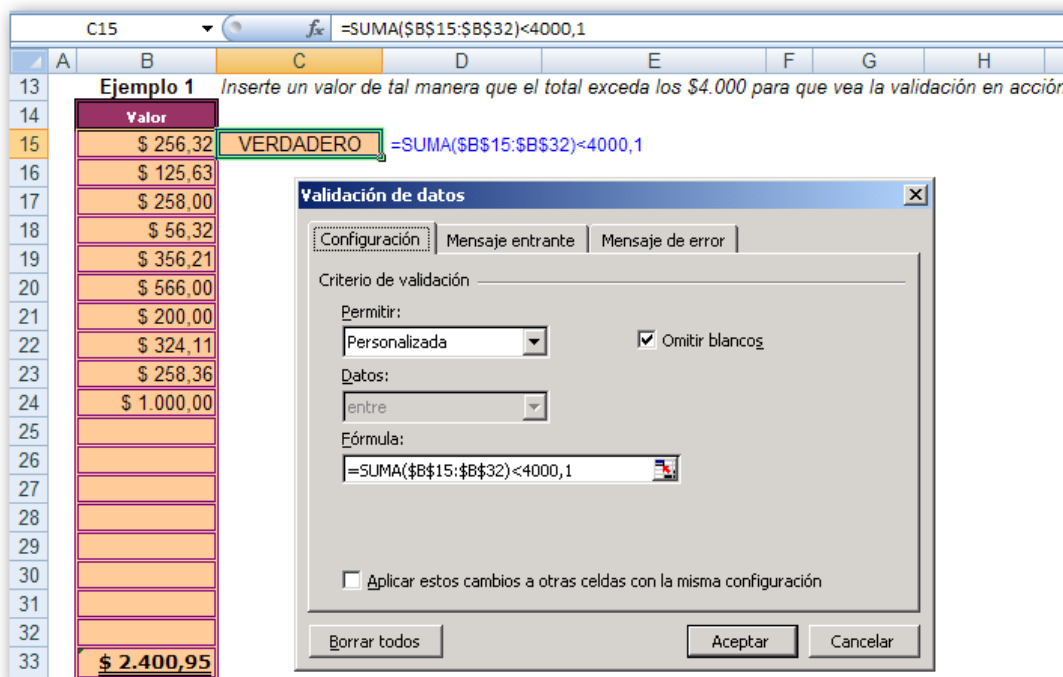 C15 fx =SUMA($B$15:$B$32)<4000,1
A B C D E F G H
13 Ejemplo 1 Inserte un valor de tal manera que el total exceda los $4.000 para que vea la validación en acción
14 Valor
15 $ 256,32 VERDADERO =SUMA($B$15:$B$32)<4000,1
16 $ 125,63
17 $ 258,00
18 $ 56,32
19 $ 356,21
20 $ 566,00
21 $ 200,00
22 $ 324,11
23 $ 258,36
24 $ 1.000,00
25
26
27
28
29
30
31
32
33 $ 2.400,95
Validación de datos
Configuración Mensaje entrante Mensaje de error
Criterio de validación
Permitir:
Personalizada Omitir blancos
Datos:
entre
Fórmula:
=SUMA($B$15:$B$32)<4000,1
Aplicar estos cambios a otras celdas con la misma configuración
Borrar todos Aceptar Cancelar